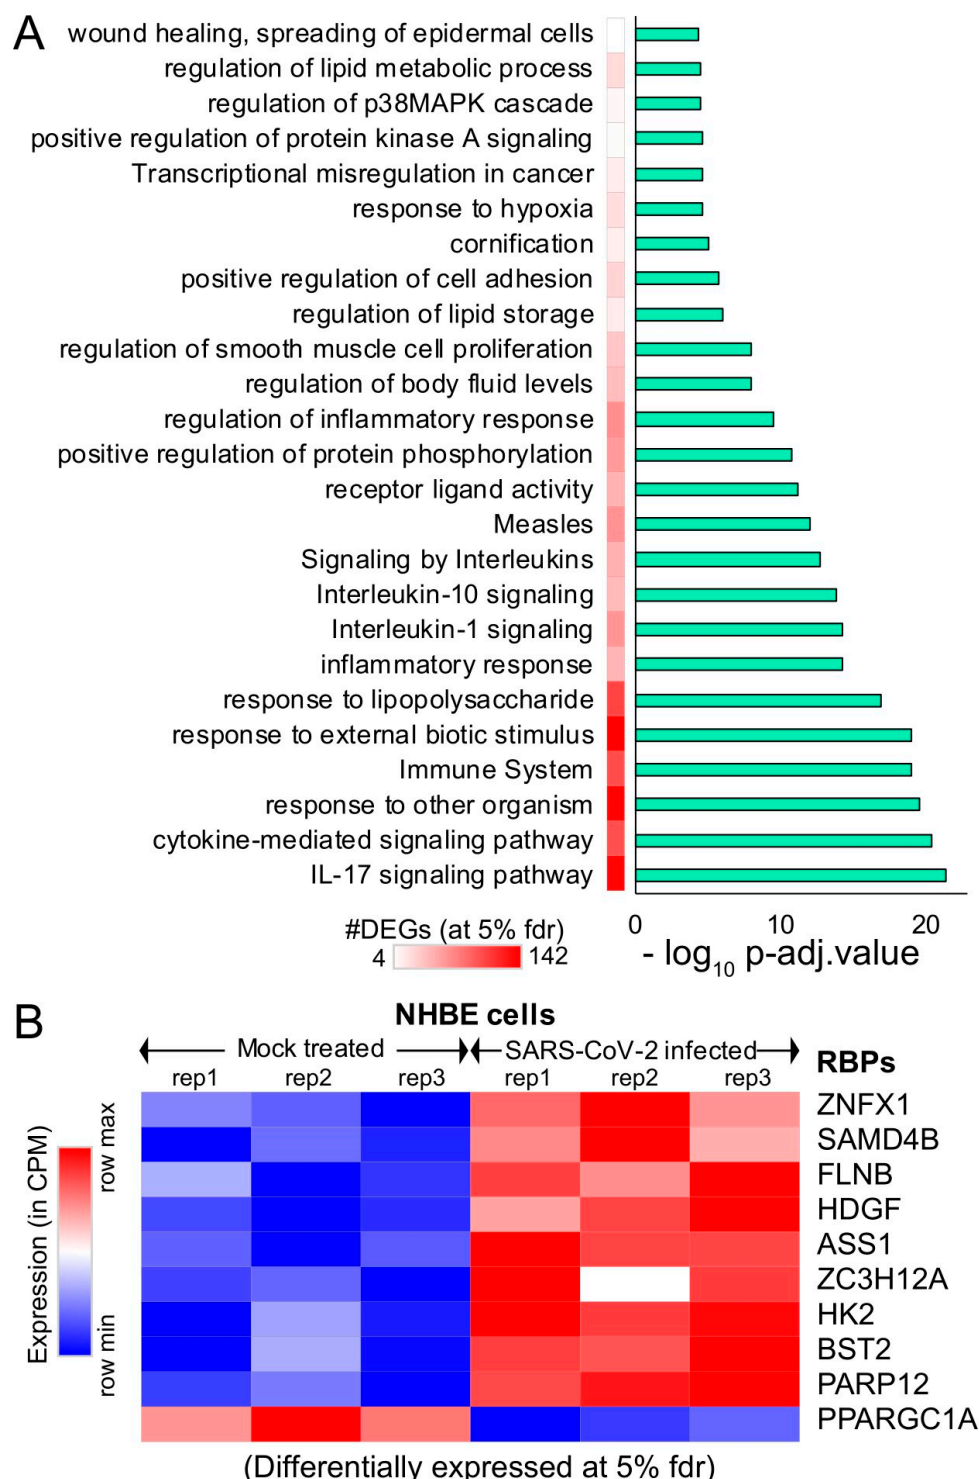 A
wound healing, spreading of epidermal cells
regulation of lipid metabolic process
regulation of p38MAPK cascade
positive regulation of protein kinase A signaling
Transcriptional misregulation in cancer
response to hypoxia
cornification
positive regulation of cell adhesion
regulation of lipid storage
regulation of smooth muscle cell proliferation
regulation of body fluid levels
regulation of inflammatory response
positive regulation of protein phosphorylation
receptor ligand activity
Measles
Signaling by Interleukins
Interleukin-10 signaling
Interleukin-1 signaling
inflammatory response
response to lipopolysaccharide
response to external biotic stimulus
Immune System
response to other organism
cytokine-mediated signaling pathway
IL-17 signaling pathway
#DEGs (at 5% fdr)
4 142
0 10 20
- log10 p-adj.value
B
NHBE cells
Mock treated SARS-CoV-2 infected
rep1 rep2 rep3 rep1 rep2 rep3
RBPs
ZNFX1
SAMD4B
FLNB
HDGF
ASS1
ZC3H12A
HK2
BST2
PARP12
PPARGC1A
Expression (in CPM)
row max
row min
(Differentially expressed at 5% fdr)